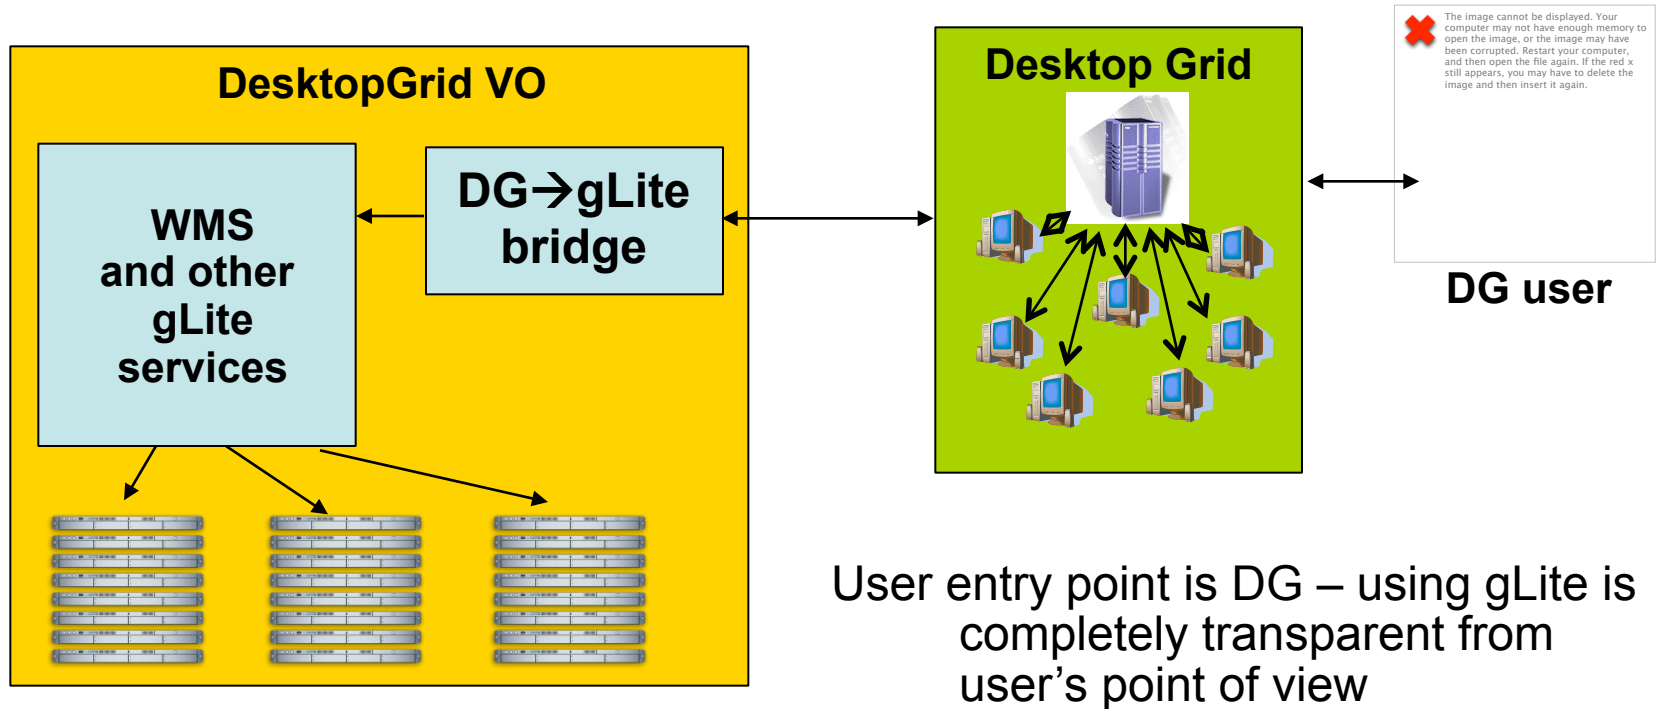 DesktopGrid VO
WMS
and other
gLite
services
DG→gLite
bridge
Desktop Grid
The image cannot be displayed. Your
computer may not have enough memory to
open the image, or the image may have
been corrupted. Restart your computer,
and then open the file again. If the red x
still appears, you may have to delete the
image and then insert it again.
DG user
User entry point is DG – using gLite is
completely transparent from
user’s point of view